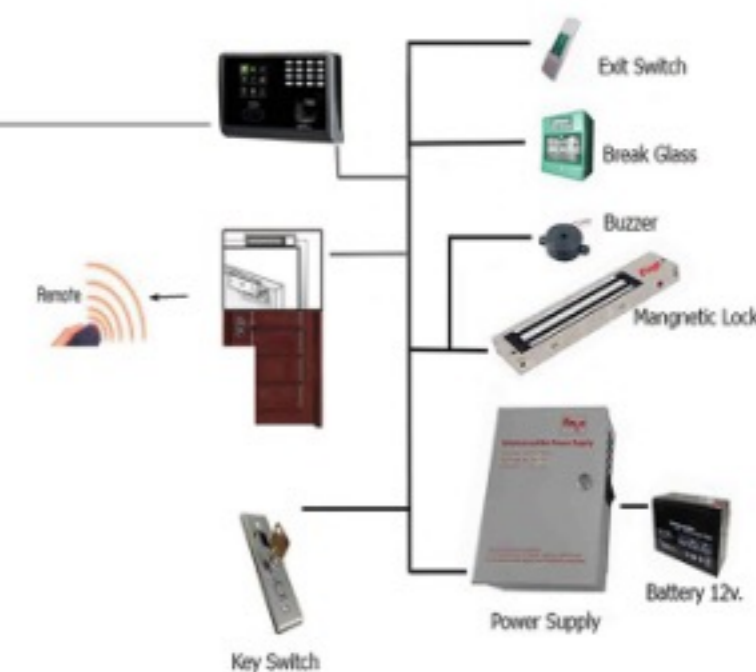 Exit Switch
Break Glass
Buzzer
Remote
Mangnetic Lock
Battery 12v.
Power Supply
Key Switch